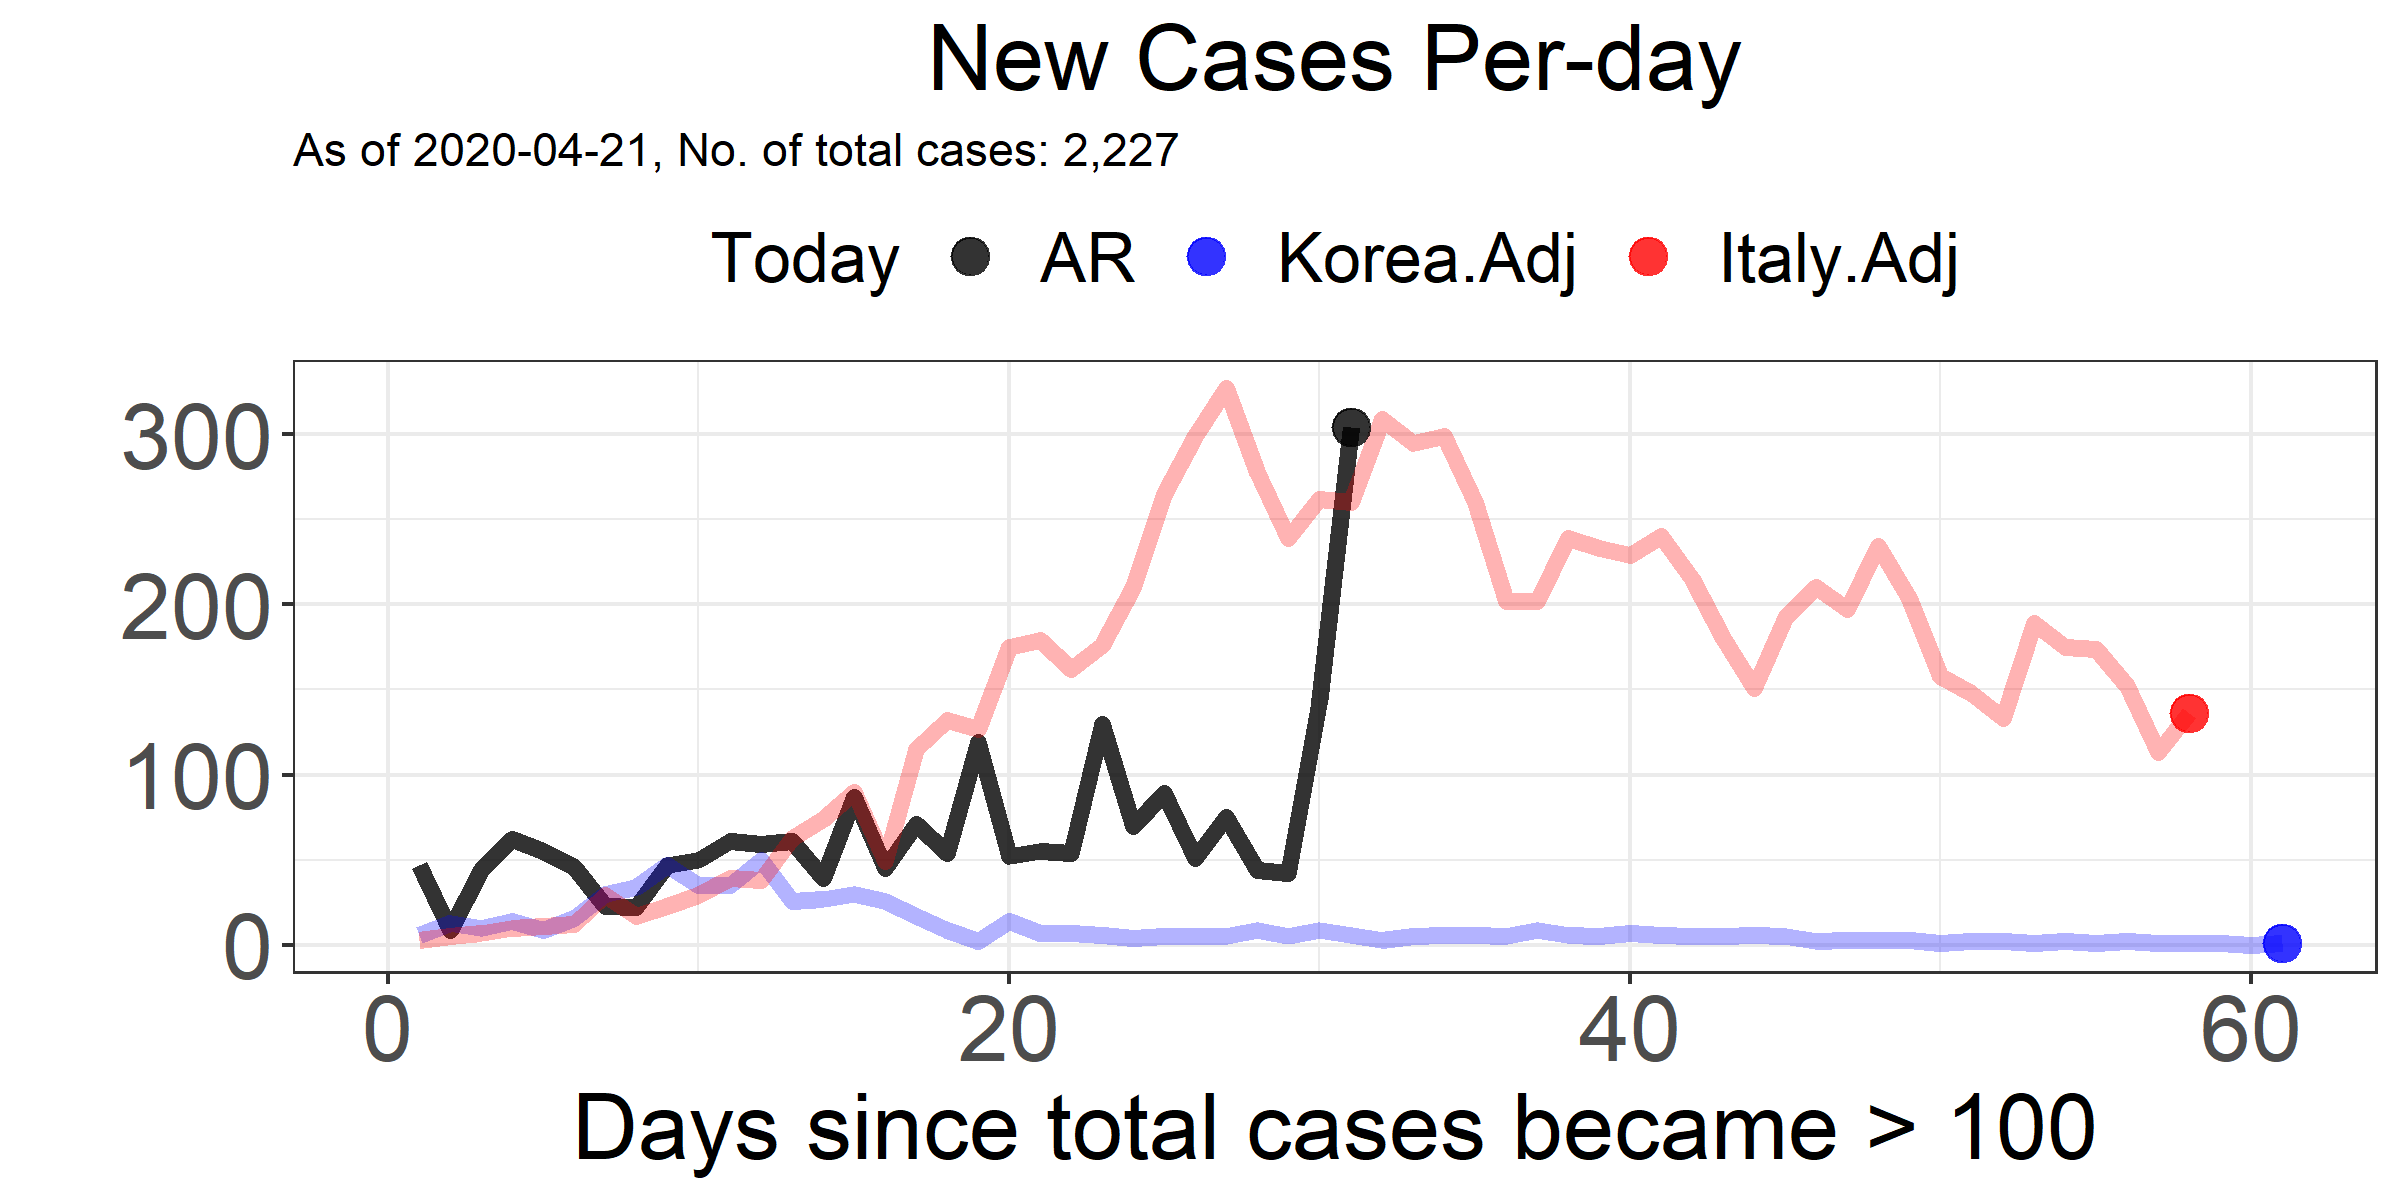 New Cases Per-day
As of 2020-04-21, No. of total cases: 2,227
Today AR Korea.Adj Italy.Adj
300
200
100
0
0 20 40 60
Days since total cases became > 100